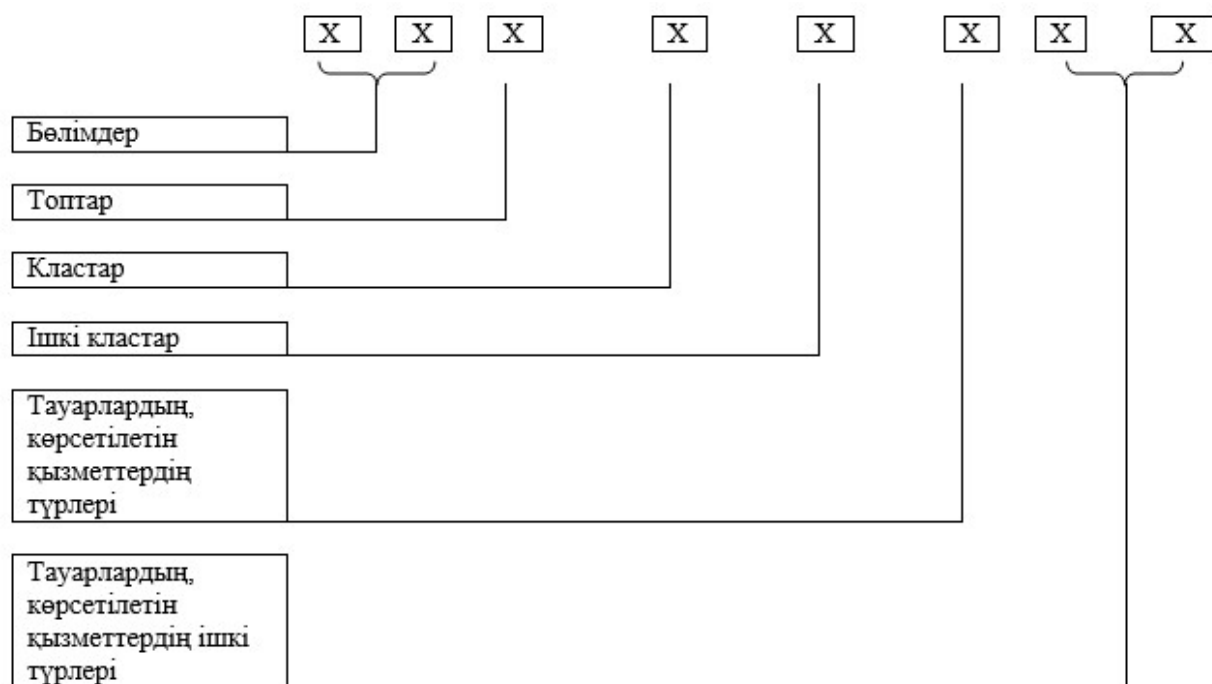 X X X X X X X X
Бөлімдер
Топтар
Кластар
Ішкі кластар
Тауарлардың,
көрсетілетін
қызметтердің
түрлері
Тауарлардың,
көрсетілетін
қызметтердің ішкі
түрлері